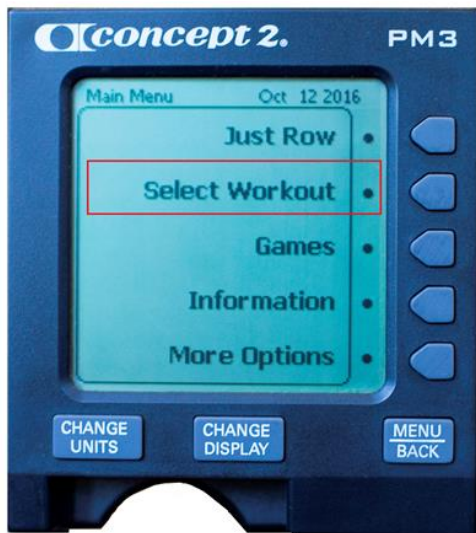 concept 2. PM3
Main Menu Oct 12 2016
Just Row
Select Workout
Games
Information
More Options
CHANGE UNITS
CHANGE DISPLAY
MENU
BACK